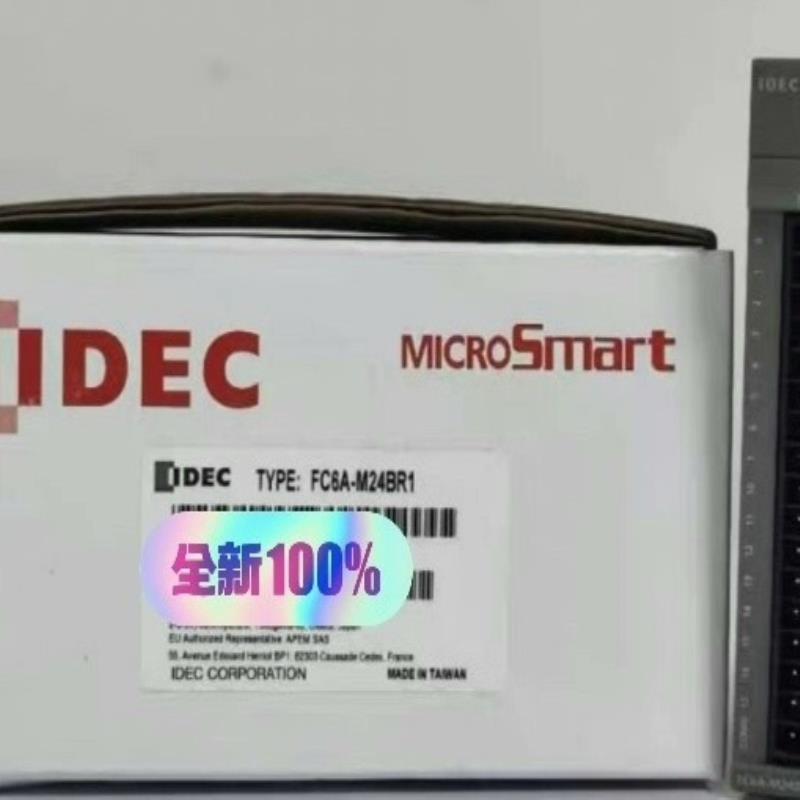 IDEC
IDEC
MICROSmart
IDEC TYPE: FC6A-M24BR1
全新100%
EU Authorized Representative: APEM SAS
55, Avenue Edouard Herriot BP1, 82303 Caussade Cedex, France
IDEC CORPORATION MADE IN TAIWAN